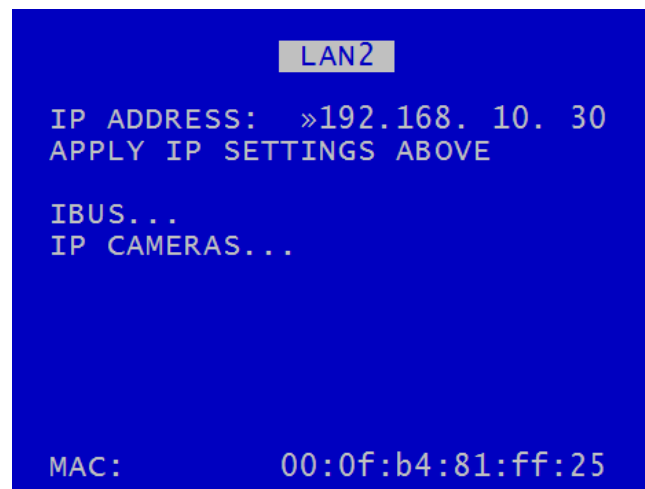 LAN2
IP ADDRESS: »192.168. 10. 30
APPLY IP SETTINGS ABOVE
IBUS...
IP CAMERAS...
MAC: 00:0f:b4:81:ff:25